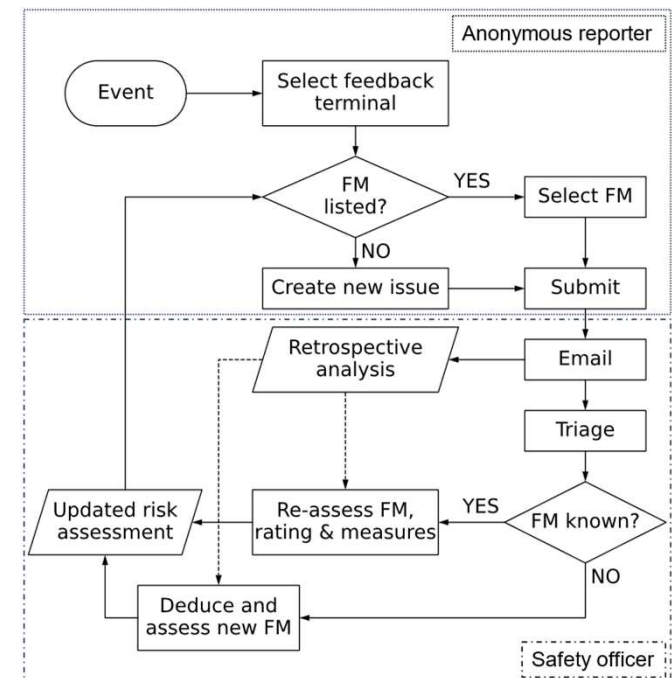 Anonymous reporter
Event
Select feedback
terminal
FM
listed?
YES
Select FM
NO
Create new issue
Submit
Retrospective
analysis
Email
Triage
Updated risk
assessment
Re-assess FM,
rating & measures
YES
FM known?
NO
Deduce and
assess new FM
Safety officer